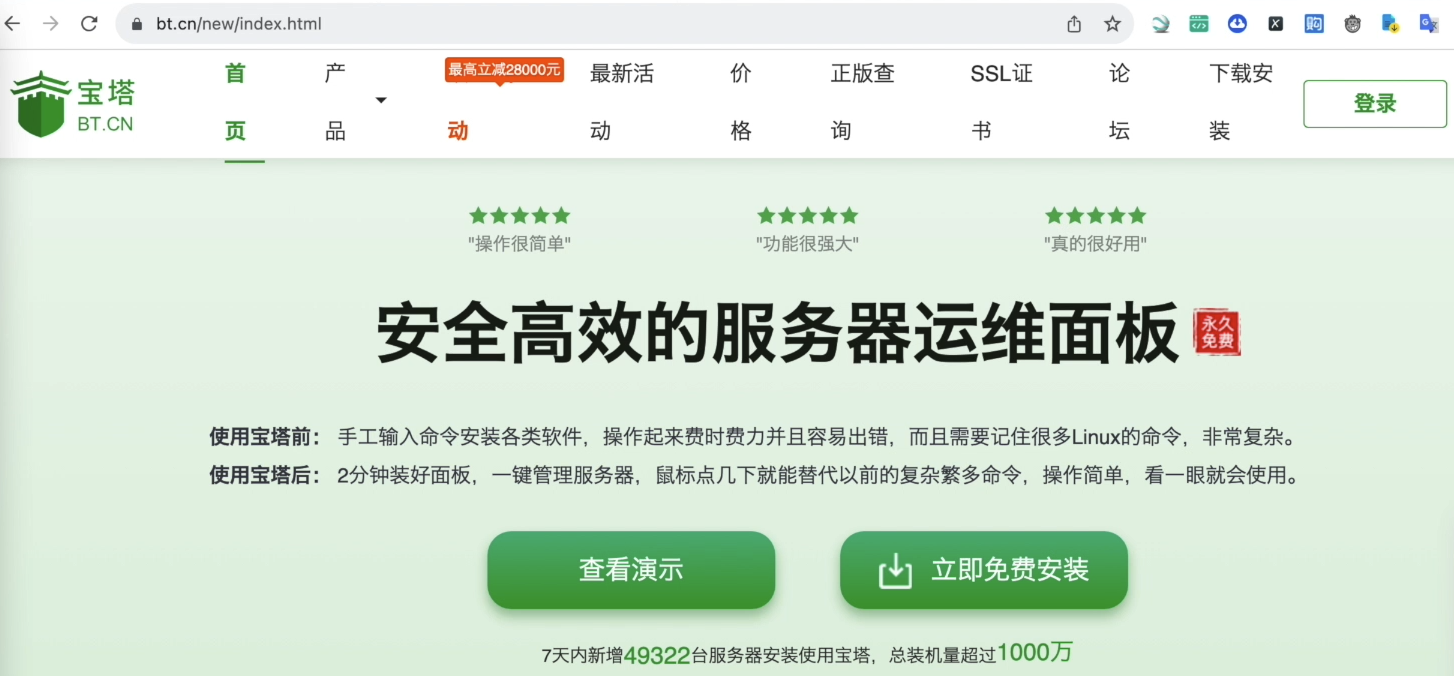 bt.cn/new/index.html
宝塔
BT.CN
首页
产品
最高立减28000元
动
最新活动
价格
正版查询
SSL证书
论坛
下载安装
登录
"操作很简单"
"功能很强大"
"真的很好用"
安全高效的服务器运维面板
永久
免费
使用宝塔前： 手工输入命令安装各类软件，操作起来费时费力并且容易出错，而且需要记住很多Linux的命令，非常复杂。
使用宝塔后： 2分钟装好面板，一键管理服务器，鼠标点几下就能替代以前的复杂繁多命令，操作简单，看一眼就会使用。
查看演示
立即免费安装
7天内新增49322台服务器安装使用宝塔，总装机量超过1000万